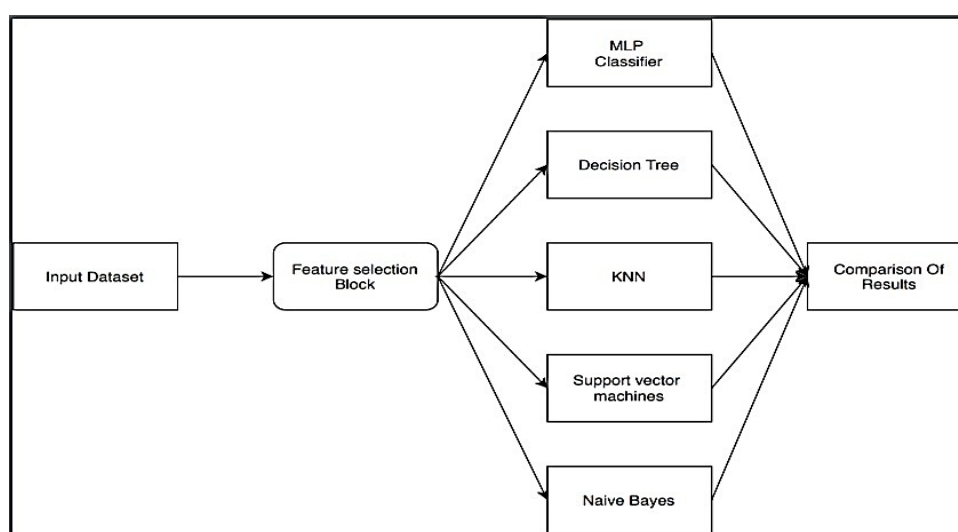 MLP
Classifier
Decision Tree
Input Dataset
Feature selection
Block
KNN
Comparison Of
Results
Support vector
machines
Naive Bayes